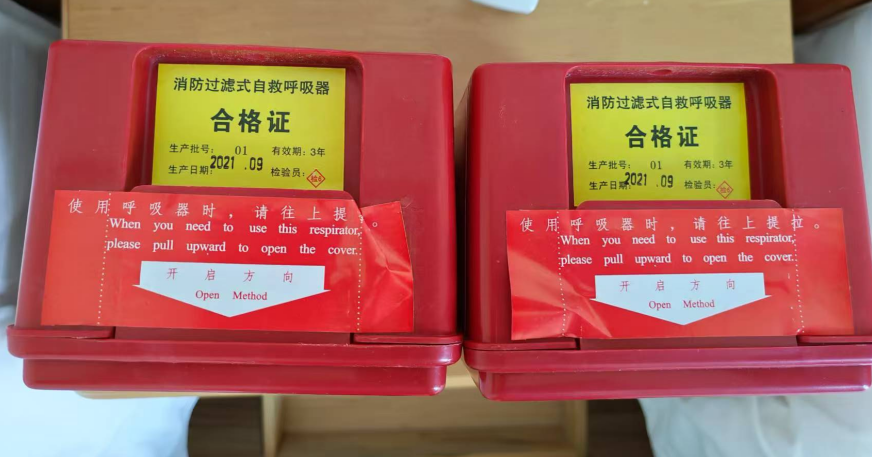 消防过滤式自救呼吸器
合格证
生产批号: 01 有效期: 3年
生产日期: 2021 .09 检验员:
使用呼吸器时，请往上提拉。
When you need to use this respirator,
please pull upward to open the cover.
开启方向
Open Method
消防过滤式自救呼吸器
合格证
生产批号: 01 有效期: 3年
生产日期: 2021 .09 检验员:
使用呼吸器时，请往上提拉。
When you need to use this respirator,
please pull upward to open the cover.
开启方向
Open Method